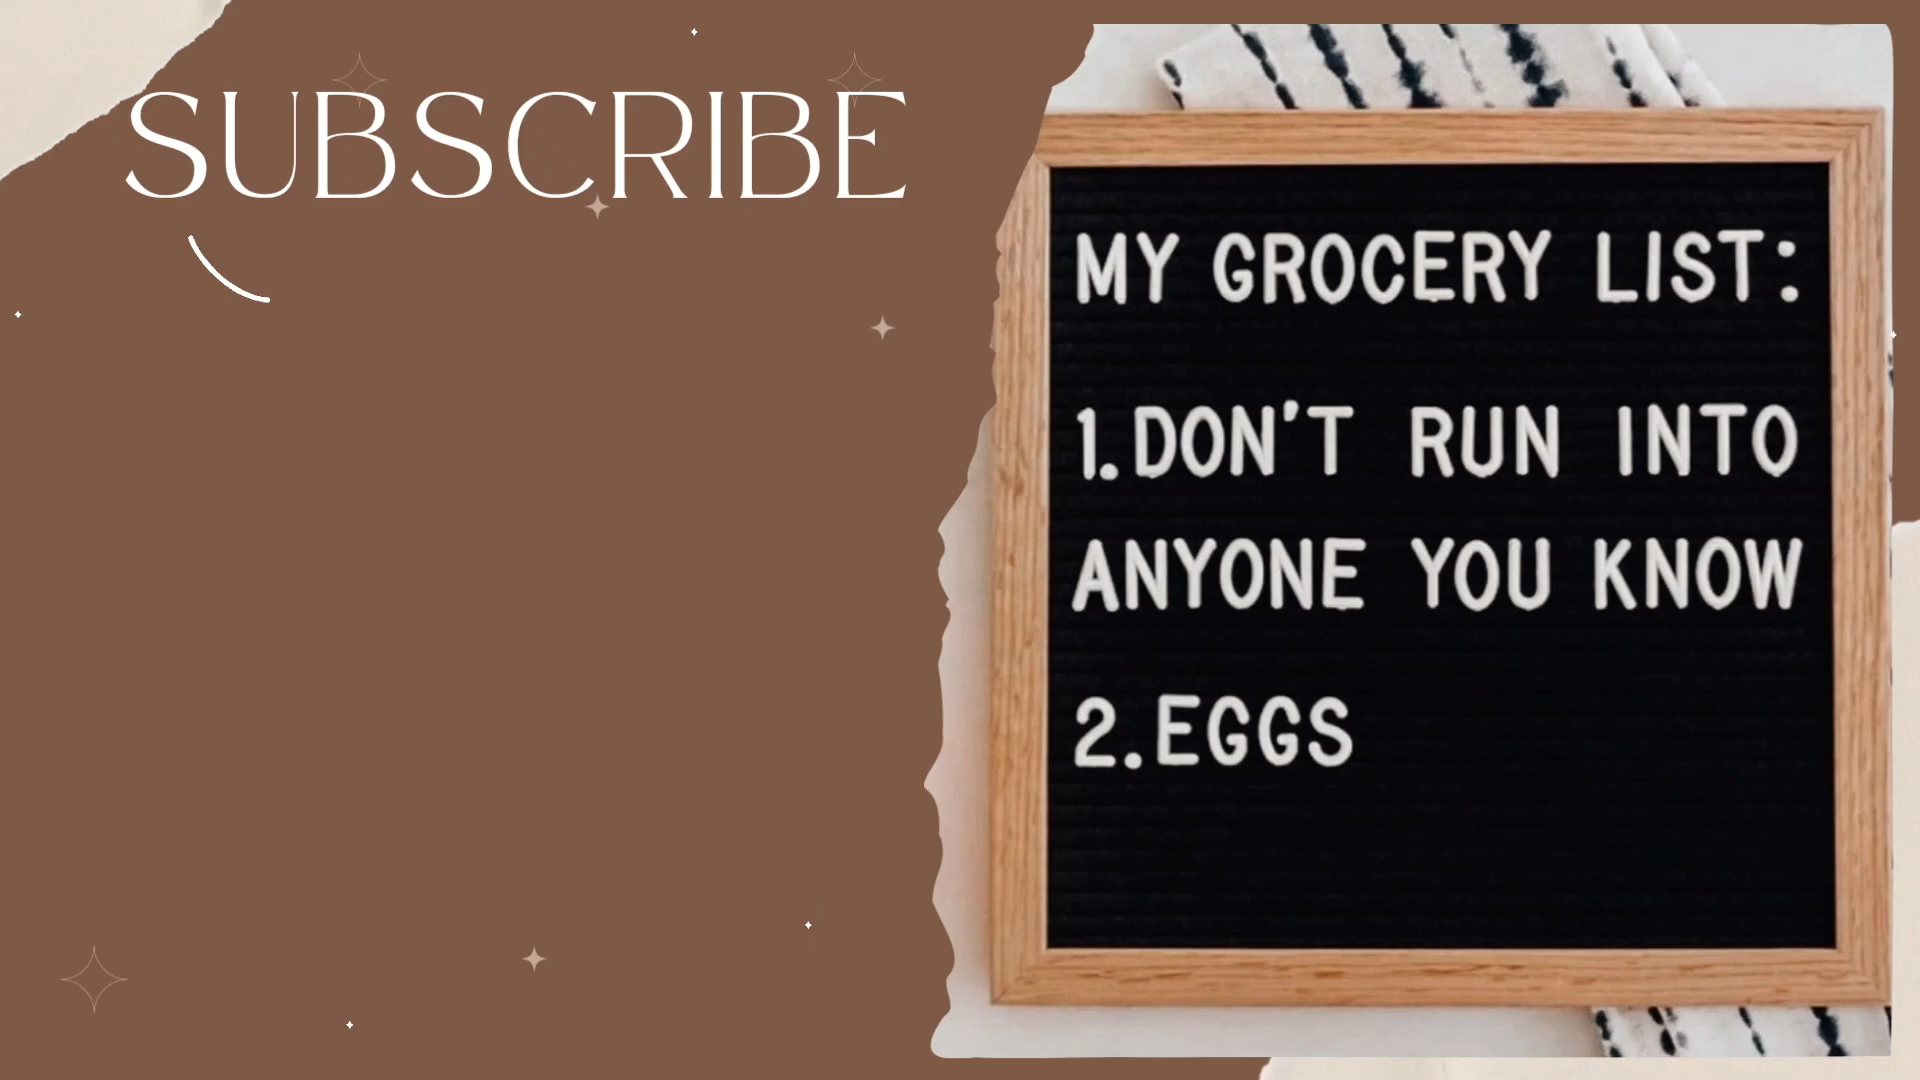 SUBSCRIBE
MY GROCERY LIST:
1.DON'T RUN INTO
ANYONE YOU KNOW
2.EGGS